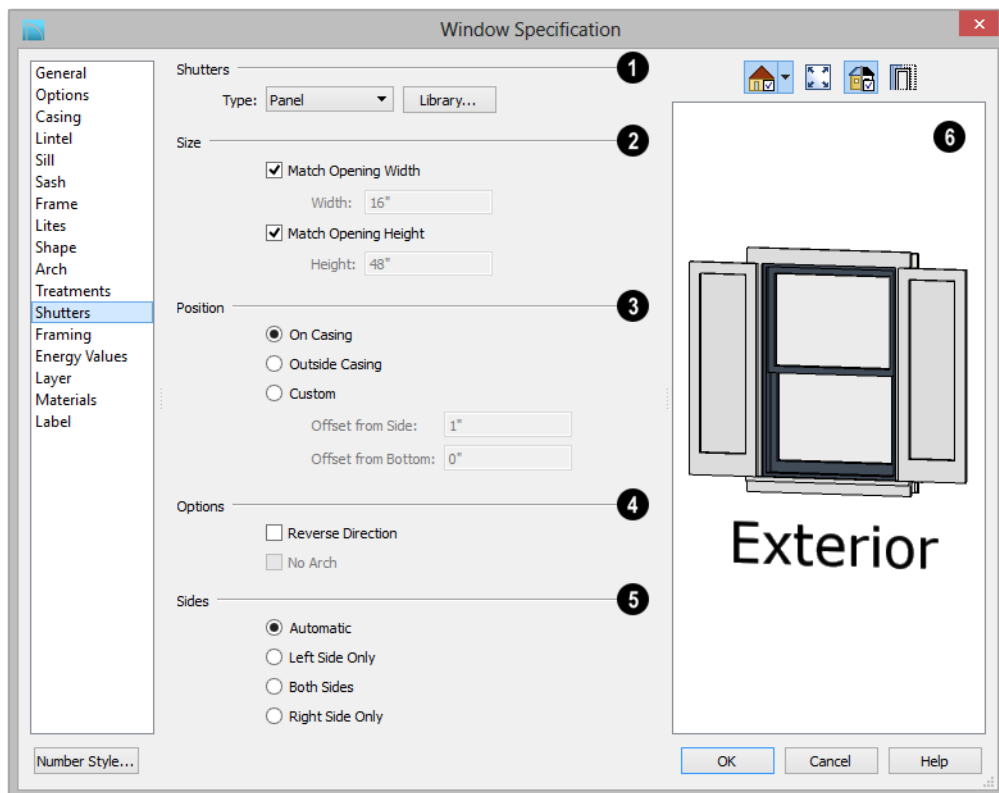 Window Specification
General
Options
Casing
Lintel
Sill
Sash
Frame
Lites
Shape
Arch
Treatments
Shutters
Framing
Energy Values
Layer
Materials
Label
Number Style...
Shutters 1
Type: Panel Library...
Size 2
Match Opening Width
Width: 16"
Match Opening Height
Height: 48"
Position 3
On Casing
Outside Casing
Custom
Offset from Side: 1"
Offset from Bottom: 0"
Options 4
Reverse Direction
No Arch
Sides 5
Automatic
Left Side Only
Both Sides
Right Side Only
6
Exterior
OK Cancel Help